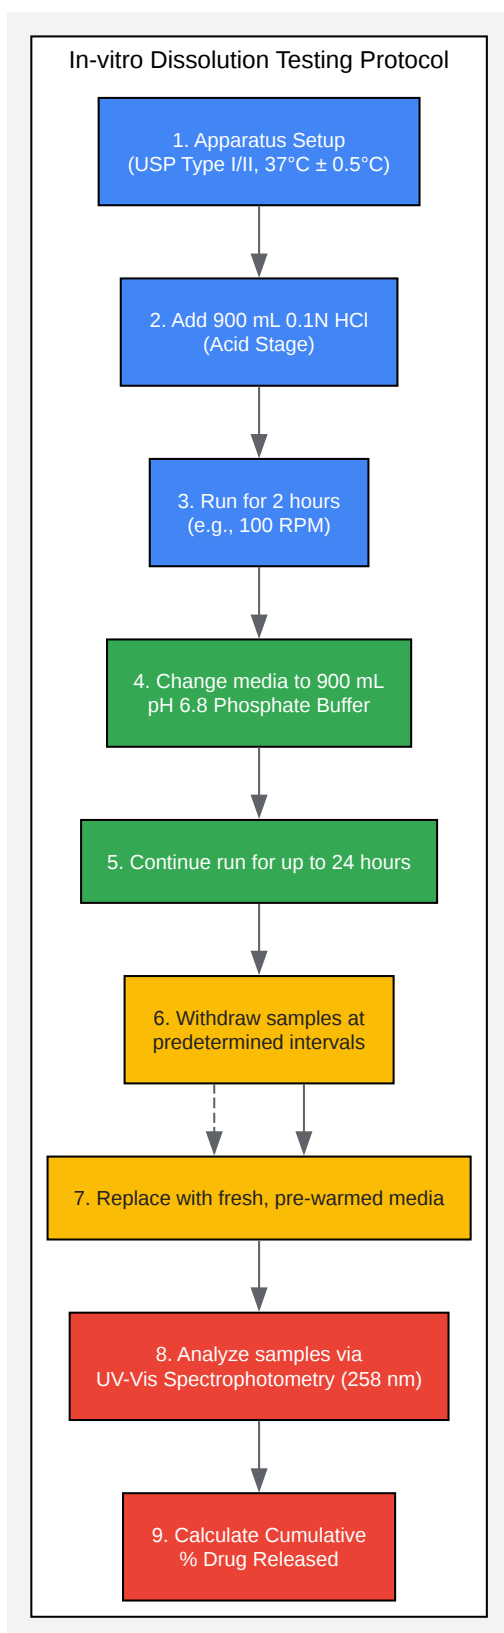 In-vitro Dissolution Testing Protocol
1. Apparatus Setup
(USP Type I/II, 37°C ± 0.5°C)
2. Add 900 mL 0.1N HCl
(Acid Stage)
3. Run for 2 hours
(e.g., 100 RPM)
4. Change media to 900 mL
pH 6.8 Phosphate Buffer
5. Continue run for up to 24 hours
6. Withdraw samples at
predetermined intervals
7. Replace with fresh, pre-warmed media
8. Analyze samples via
UV-Vis Spectrophotometry (258 nm)
9. Calculate Cumulative
% Drug Released